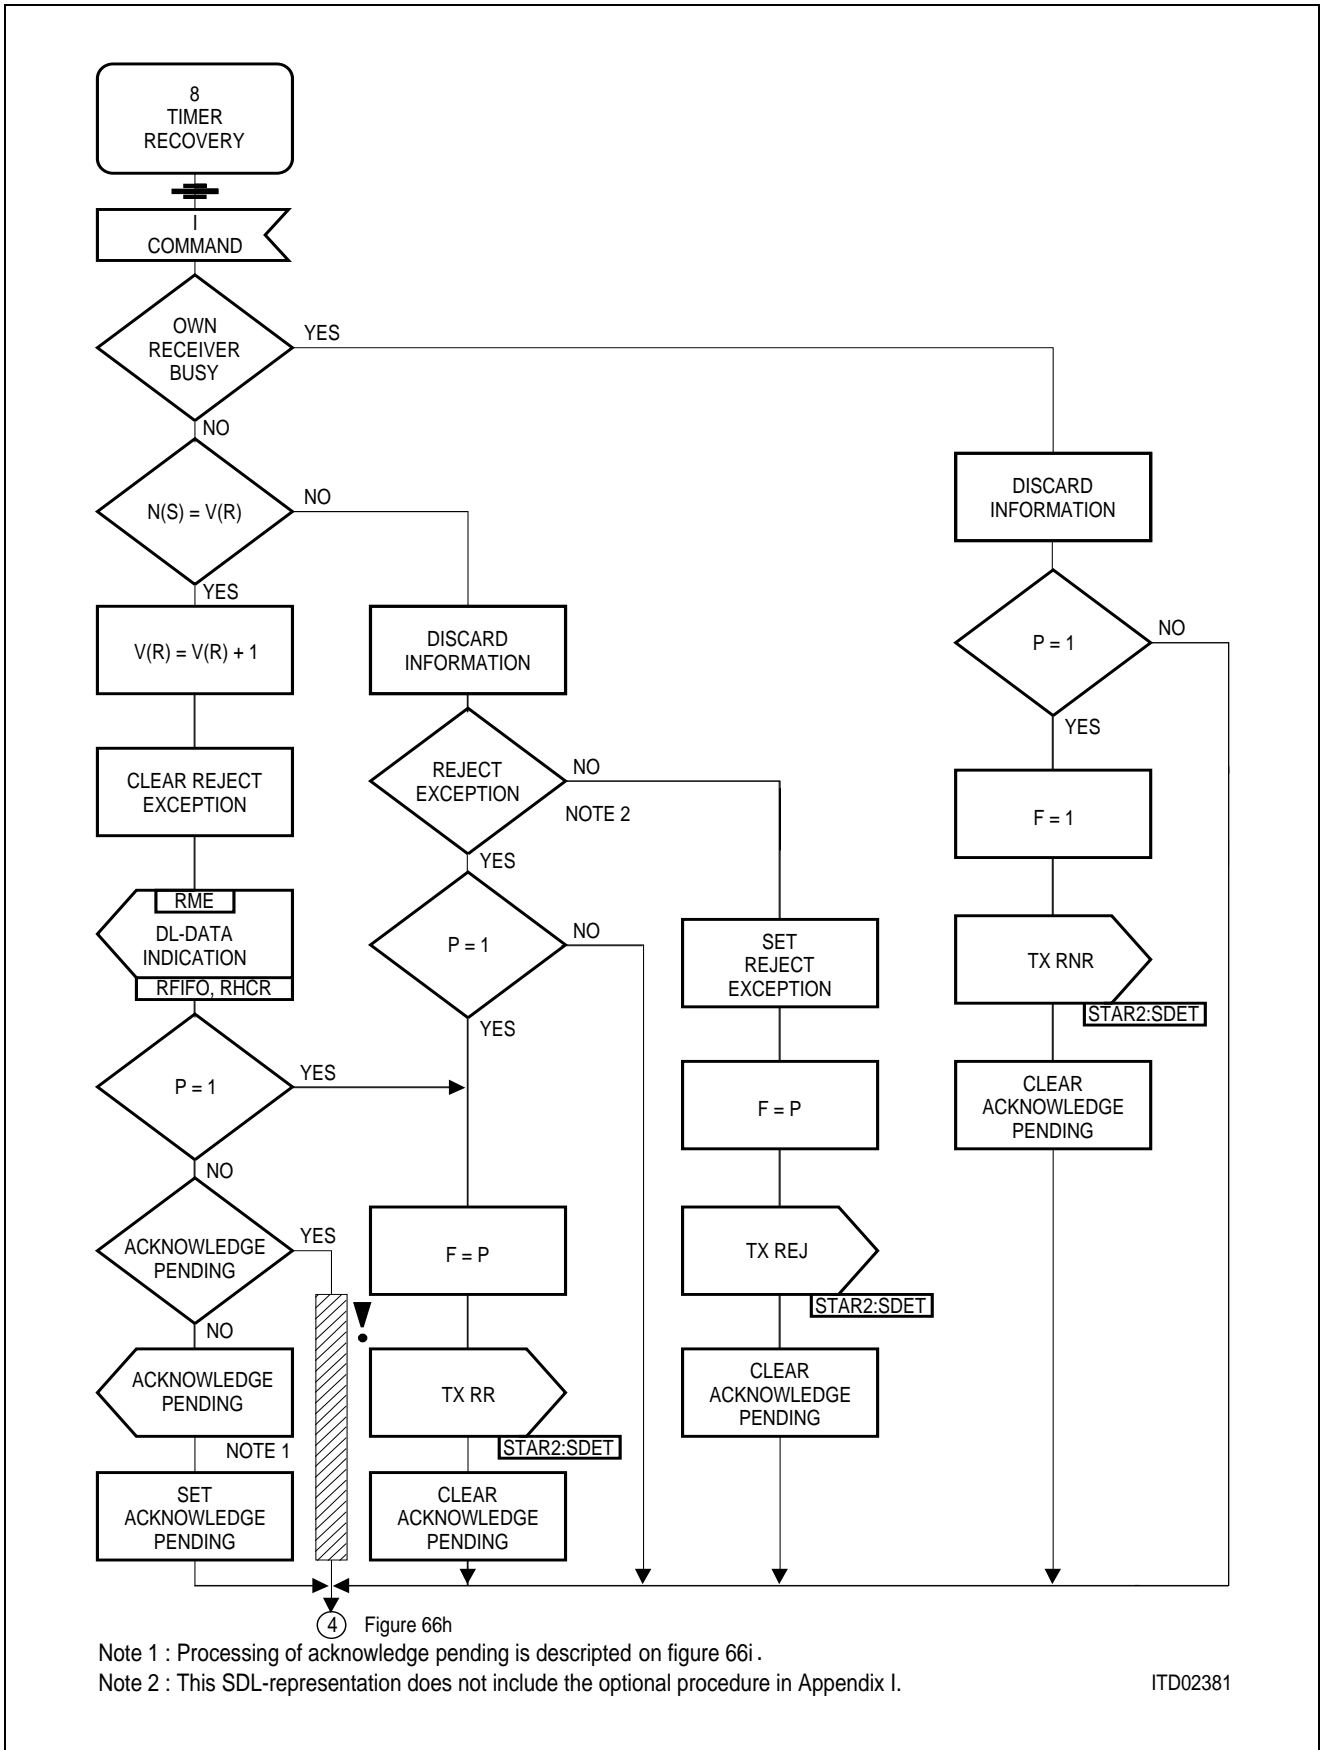 8
TIMER
RECOVERY
I
COMMAND
OWN
RECEIVER
BUSY
YES
NO
N(S) = V(R)
NO
YES
V(R) = V(R) + 1
CLEAR REJECT
EXCEPTION
RME
DL-DATA
INDICATION
RFIFO, RHCR
P = 1
YES
NO
ACKNOWLEDGE
PENDING
YES
NO
ACKNOWLEDGE
PENDING
NOTE 1
SET
ACKNOWLEDGE
PENDING
!
DISCARD
INFORMATION
REJECT
EXCEPTION
NO
NOTE 2
YES
P = 1
NO
YES
F = P
TX RR
STAR2:SDET
CLEAR
ACKNOWLEDGE
PENDING
SET
REJECT
EXCEPTION
F = P
TX REJ
STAR2:SDET
CLEAR
ACKNOWLEDGE
PENDING
DISCARD
INFORMATION
P = 1
NO
YES
F = 1
TX RNR
STAR2:SDET
CLEAR
ACKNOWLEDGE
PENDING
4 Figure 66h
Note 1 : Processing of acknowledge pending is descripted on figure 66i .
Note 2 : This SDL-representation does not include the optional procedure in Appendix I.
ITD02381